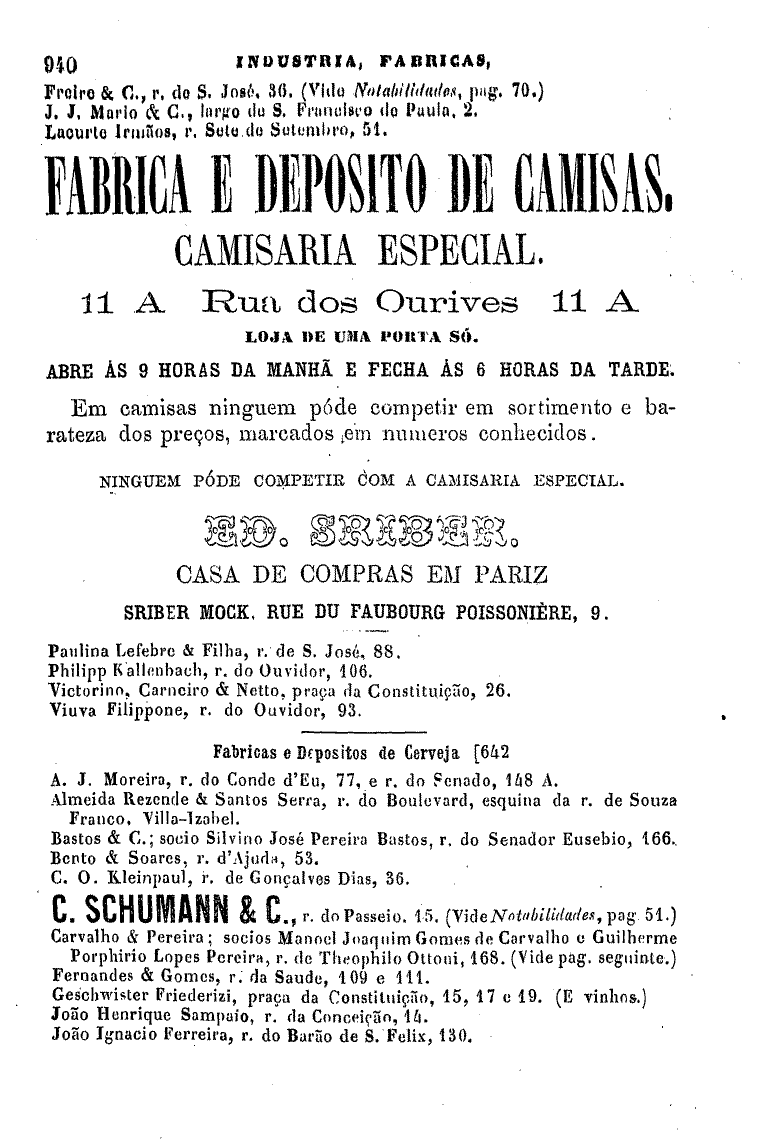 940 INDUSTRIA, FABRICAS,
Freire & C., r. de S. José, 36. (Vide Notabilidades, pag. 70.)
J. J. Mario & C., largo de S. Francisco de Paula, 2.
Lacurte Irmãos, r. Sete de Setembro, 51.
FABRICA E DEPOSITO DE CAMISAS.
CAMISARIA ESPECIAL.
11 A Rua dos Ourives 11 A
LOJA DE UMA PORTA SÓ.
ABRE ÁS 9 HORAS DA MANHÃ E FECHA ÁS 6 HORAS DA TARDE.
Em camisas ninguem póde competir em sortimento e ba-
rateza dos preços, marcados em numeros conhecidos.
NINGUEM PÓDE COMPETIR COM A CAMISARIA ESPECIAL.
ED. SRIBER.
CASA DE COMPRAS EM PARIZ
SRIBER MOCK, RUE DU FAUBOURG POISSONIÈRE, 9.
Paulina Lefebre & Filha, r. de S. José, 88.
Philipp Kallenbach, r. do Ouvidor, 106.
Victorino, Carneiro & Netto, praça da Constituição, 26.
Viuva Filippone, r. do Ouvidor, 93.
Fabricas e Depositos de Cerveja [642
A. J. Moreira, r. do Conde d'Eu, 77, e r. do Senado, 148 A.
Almeida Rezende & Santos Serra, r. do Boulevard, esquina da r. de Souza
Franco, Villa-Izabel.
Bastos & C.; socio Silvino José Pereira Bastos, r. do Senador Eusebio, 166.
Bento & Soares, r. d'Ajuda, 53.
C. O. Kleinpaul, r. de Gonçalves Dias, 36.
C. SCHUMANN & C., r. do Passeio, 15. (Vide Notabilidades, pag 51.)
Carvalho & Pereira; socios Manoel Joaquim Gomes de Carvalho e Guilherme
Porphirio Lopes Pereira, r. de Theophilo Ottoni, 168. (Vide pag. seguinte.)
Fernandes & Gomes, r. da Saude, 109 e 111.
Geschwister Friederizi, praça da Constituição, 15, 17 e 19. (E vinhos.)
João Henrique Sampaio, r. da Conceição, 14.
João Ignacio Ferreira, r. do Barão de S. Felix, 130.